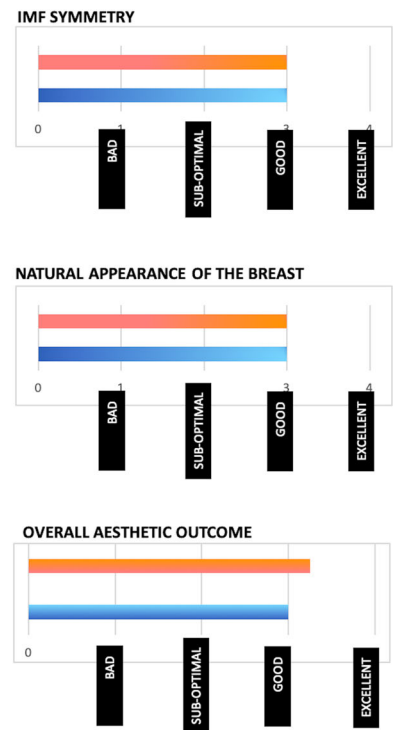 IMF SYMMETRY
0 1 2 3 4
BAD
SUB-OPTIMAL
GOOD
EXCELLENT
NATURAL APPEARANCE OF THE BREAST
0 1 2 3 4
BAD
SUB-OPTIMAL
GOOD
EXCELLENT
OVERALL AESTHETIC OUTCOME
0
BAD
SUB-OPTIMAL
GOOD
EXCELLENT